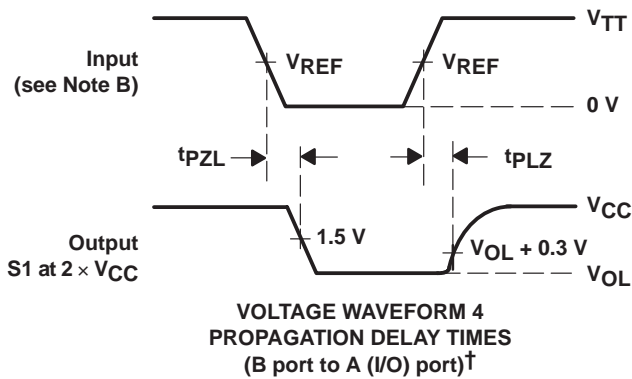 VTT
Input
(see Note B)
VREF
VREF
0 V
tPZL
tPLZ
VCC
Output
S1 at 2 × VCC
1.5 V
VOL + 0.3 V
VOL
VOLTAGE WAVEFORM 4
PROPAGATION DELAY TIMES
(B port to A (I/O) port)†